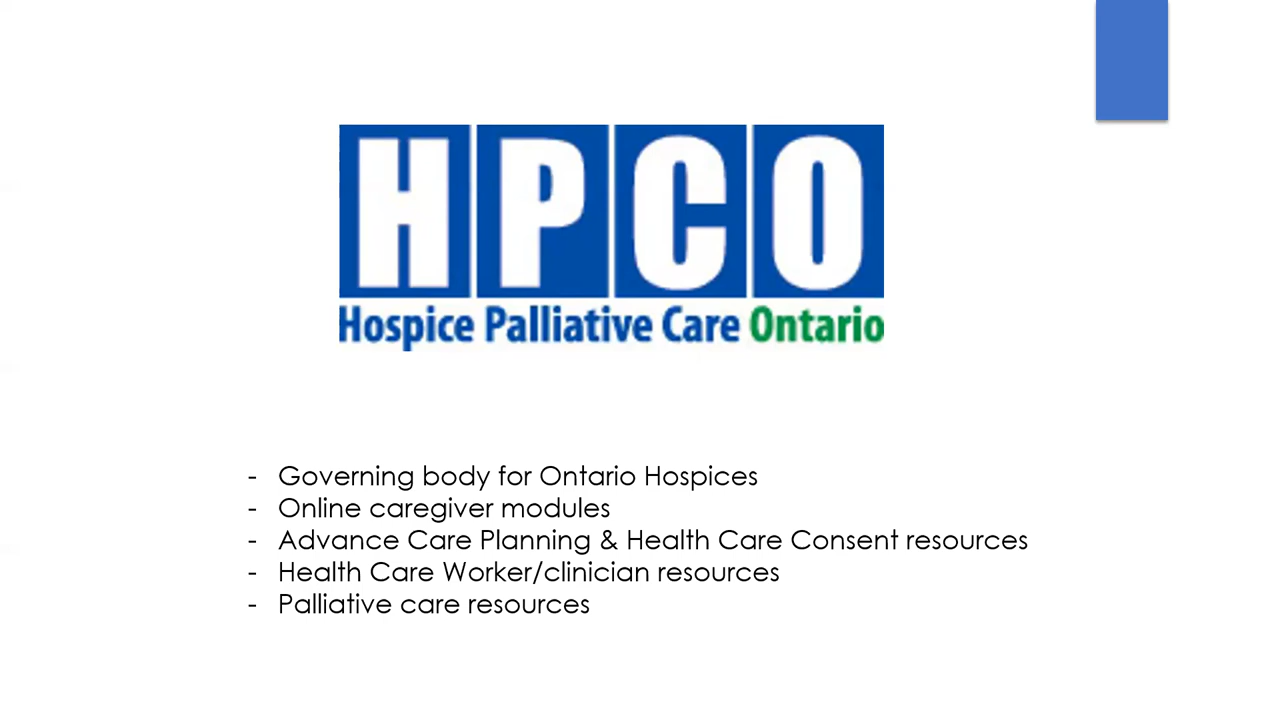 HPCO
Hospice Palliative Care Ontario
- Governing body for Ontario Hospices
- Online caregiver modules
- Advance Care Planning & Health Care Consent resources
- Health Care Worker/clinician resources
- Palliative care resources